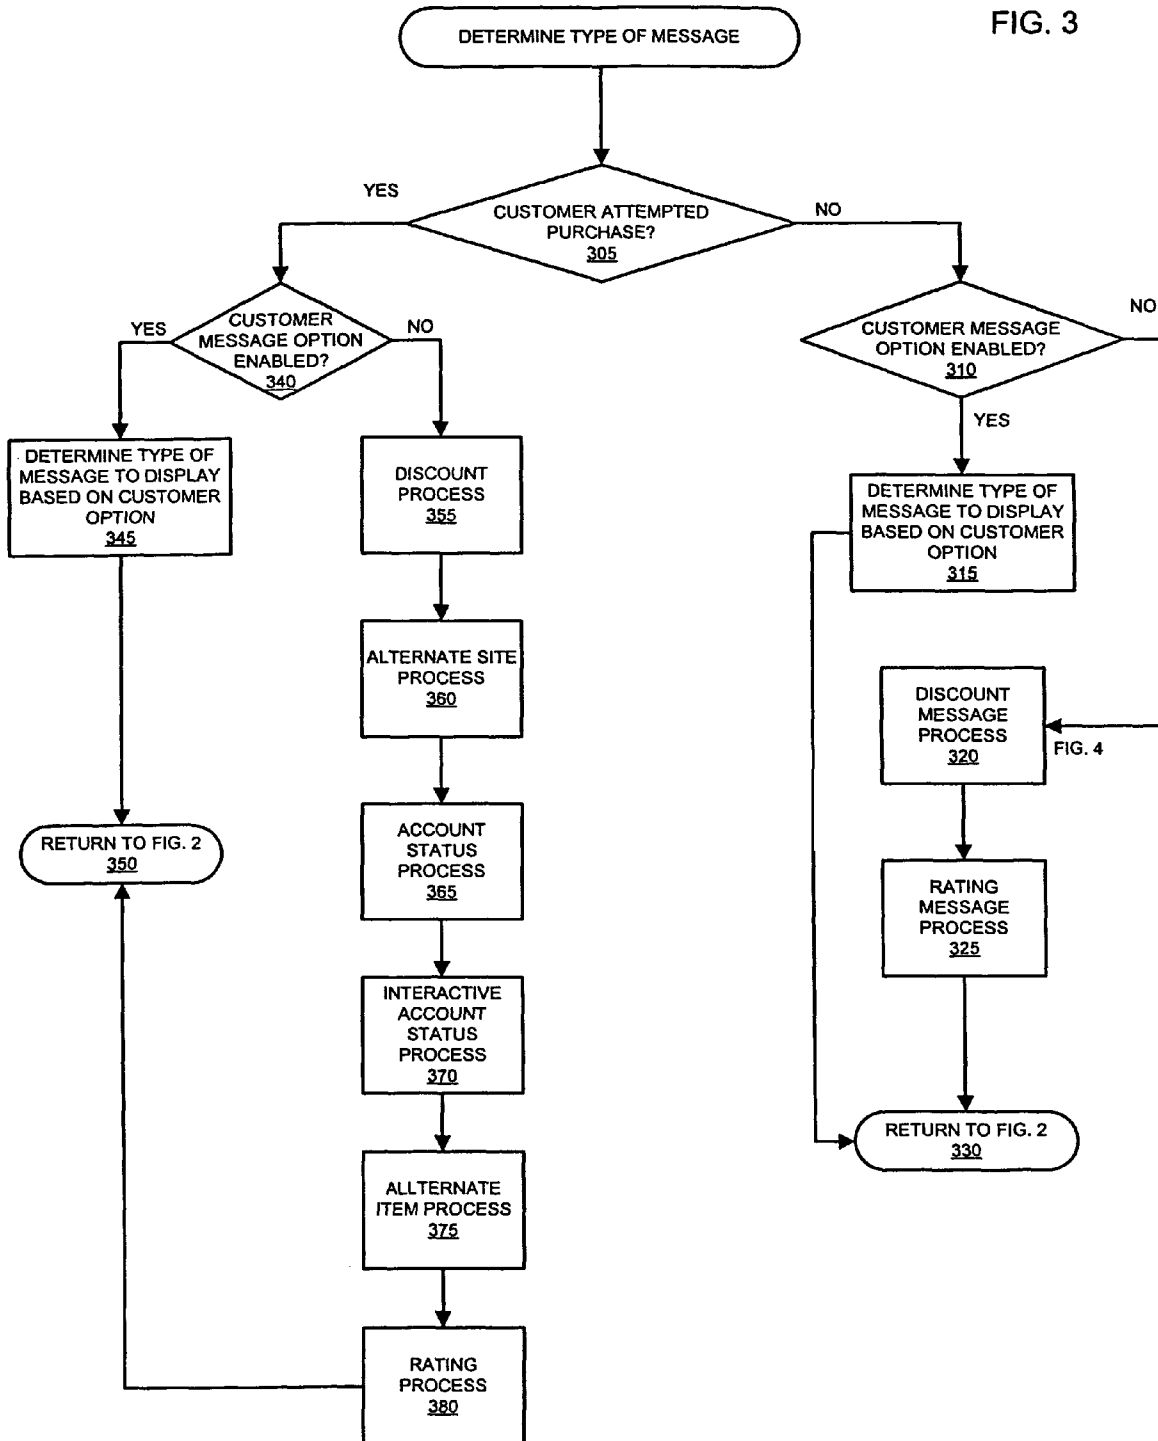 FIG. 3
DETERMINE TYPE OF MESSAGE
YES
CUSTOMER ATTEMPTED
PURCHASE?
305
NO
CUSTOMER
MESSAGE OPTION
ENABLED?
340
YES
NO
CUSTOMER MESSAGE
OPTION ENABLED?
310
NO
YES
DETERMINE TYPE OF
MESSAGE TO DISPLAY
BASED ON CUSTOMER
OPTION
345
DISCOUNT
PROCESS
355
DETERMINE TYPE OF
MESSAGE TO DISPLAY
BASED ON CUSTOMER
OPTION
315
ALTERNATE SITE
PROCESS
360
DISCOUNT
MESSAGE
PROCESS
320
FIG. 4
RETURN TO FIG. 2
350
ACCOUNT
STATUS
PROCESS
365
RATING
MESSAGE
PROCESS
325
INTERACTIVE
ACCOUNT
STATUS
PROCESS
370
RETURN TO FIG. 2
330
ALLTERNATE
ITEM PROCESS
375
RATING
PROCESS
380